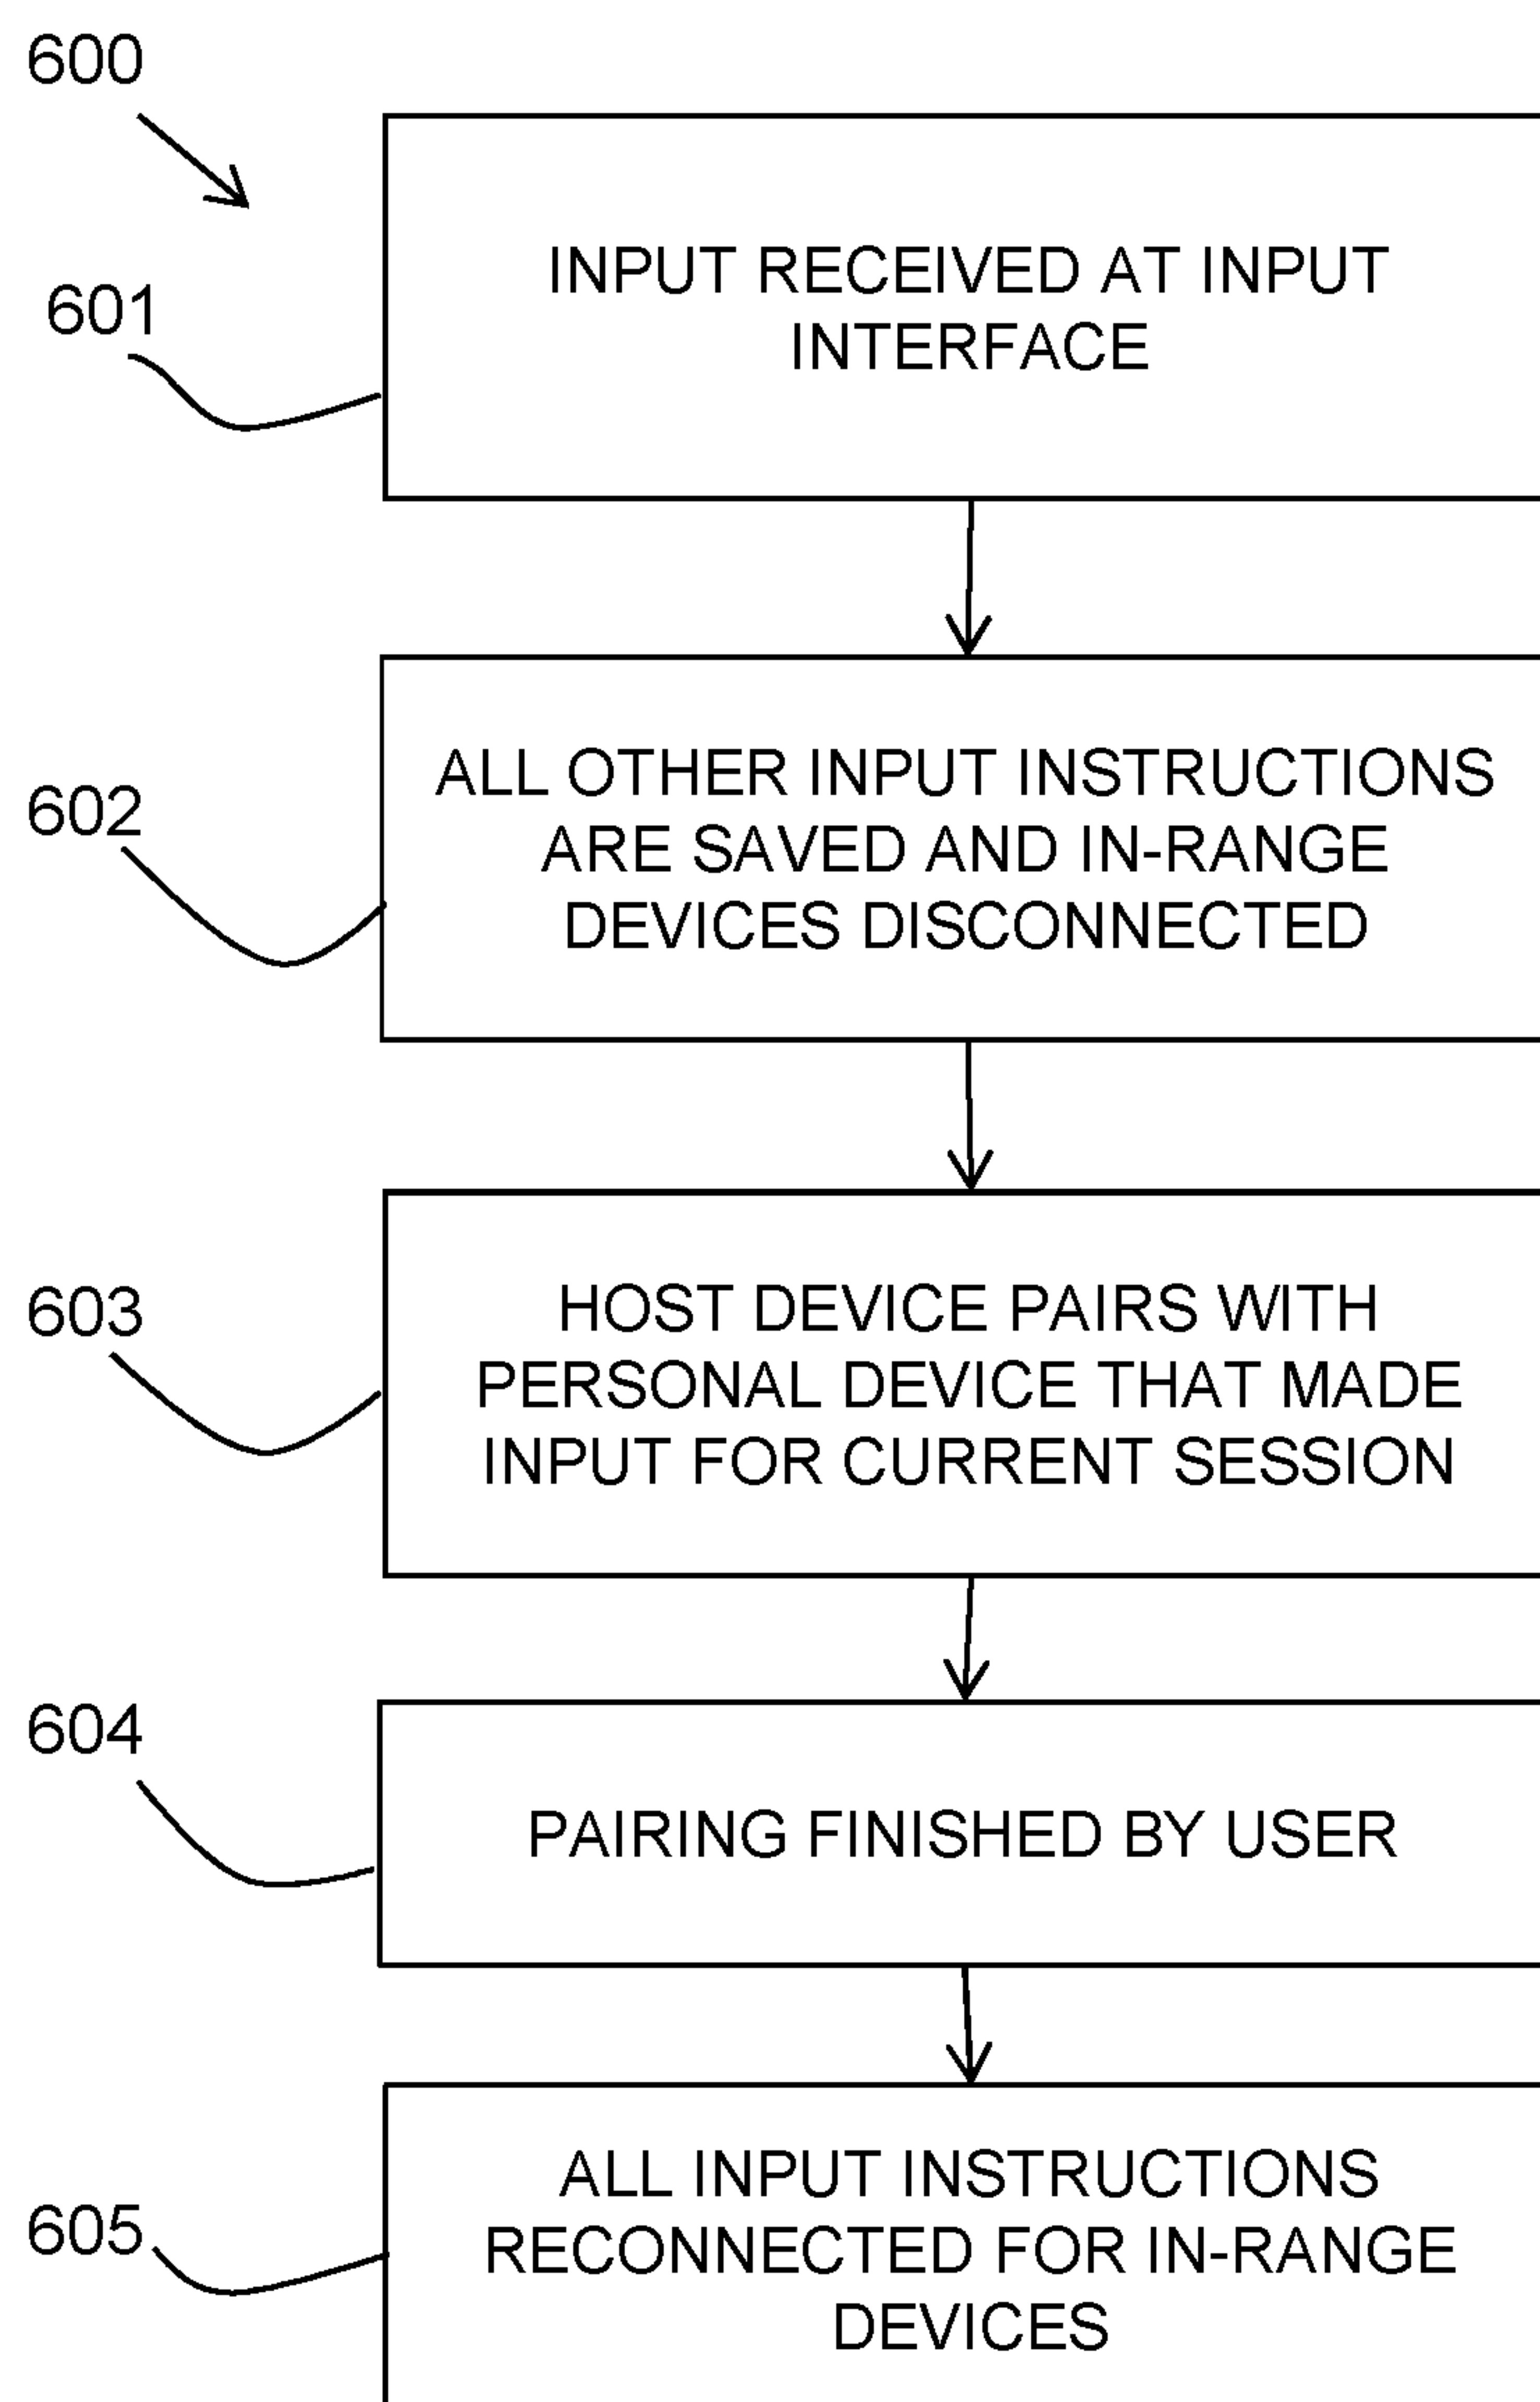 600
601
INPUT RECEIVED AT INPUT
INTERFACE
602
ALL OTHER INPUT INSTRUCTIONS
ARE SAVED AND IN-RANGE
DEVICES DISCONNECTED
603
HOST DEVICE PAIRS WITH
PERSONAL DEVICE THAT MADE
INPUT FOR CURRENT SESSION
604
PAIRING FINISHED BY USER
605
ALL INPUT INSTRUCTIONS
RECONNECTED FOR IN-RANGE
DEVICES